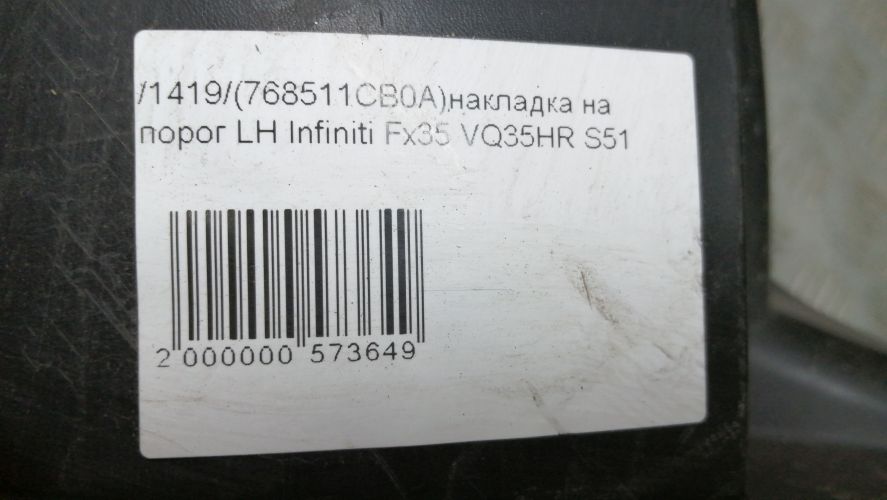 /1419/(768511CB0A)накладка на
порог LH Infiniti Fx35 VQ35HR S51
2 000000 573649